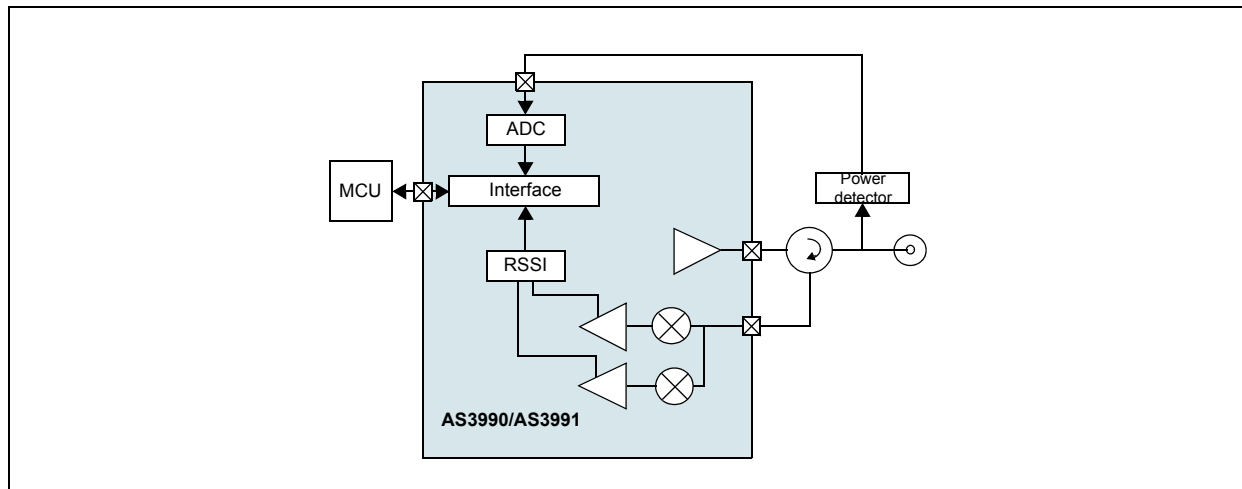 ADC
MCU
Interface
Power
detector
RSSI
AS3990/AS3991